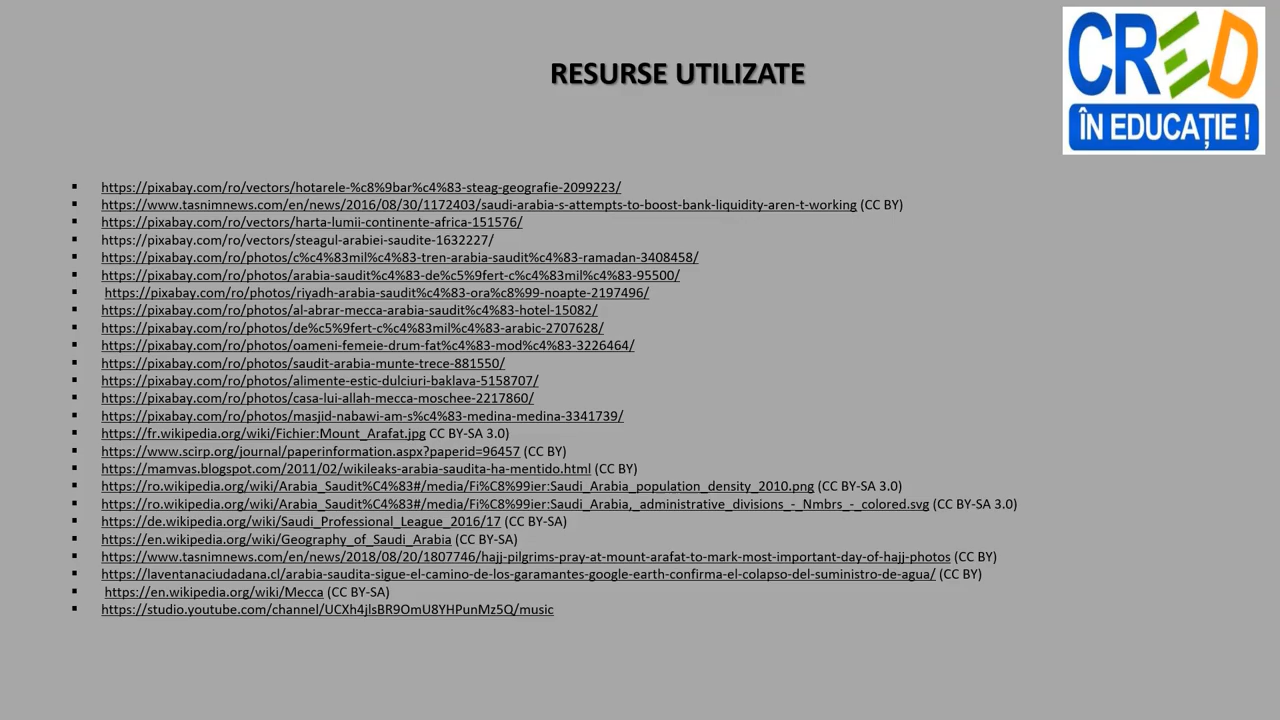 CRED
ÎN EDUCAȚIE !
RESURSE UTILIZATE
▪ https://pixabay.com/ro/vectors/hotarele-%c8%9bar%c4%83-steag-geografie-2099223/
▪ https://www.tasnimnews.com/en/news/2016/08/30/1172403/saudi-arabia-s-attempts-to-boost-bank-liquidity-aren-t-working (CC BY)
▪ https://pixabay.com/ro/vectors/harta-lumii-continente-africa-151576/
▪ https://pixabay.com/ro/vectors/steagul-arabiei-saudite-1632227/
▪ https://pixabay.com/ro/photos/c%c4%83mil%c4%83-tren-arabia-saudit%c4%83-ramadan-3408458/
▪ https://pixabay.com/ro/photos/arabia-saudit%c4%83-de%c5%9fert-c%c4%83mil%c4%83-95500/
▪ https://pixabay.com/ro/photos/riyadh-arabia-saudit%c4%83-ora%c8%99-noapte-2197496/
▪ https://pixabay.com/ro/photos/al-abrar-mecca-arabia-saudit%c4%83-hotel-15082/
▪ https://pixabay.com/ro/photos/de%c5%9fert-c%c4%83mil%c4%83-arabic-2707628/
▪ https://pixabay.com/ro/photos/oameni-femeie-drum-fat%c4%83-mod%c4%83-3226464/
▪ https://pixabay.com/ro/photos/saudit-arabia-munte-trece-881550/
▪ https://pixabay.com/ro/photos/alimente-estic-dulciuri-baklava-5158707/
▪ https://pixabay.com/ro/photos/casa-lui-allah-mecca-moschee-2217860/
▪ https://pixabay.com/ro/photos/masjid-nabawi-am-s%c4%83-medina-medina-3341739/
▪ https://fr.wikipedia.org/wiki/Fichier:Mount_Arafat.jpg CC BY-SA 3.0)
▪ https://www.scirp.org/journal/paperinformation.aspx?paperid=96457 (CC BY)
▪ https://mamvas.blogspot.com/2011/02/wikileaks-arabia-saudita-ha-mentido.html (CC BY)
▪ https://ro.wikipedia.org/wiki/Arabia_Saudit%C4%83#/media/Fi%C8%99ier:Saudi_Arabia_population_density_2010.png (CC BY-SA 3.0)
▪ https://ro.wikipedia.org/wiki/Arabia_Saudit%C4%83#/media/Fi%C8%99ier:Saudi_Arabia,_administrative_divisions_-_Nmbrs_-_colored.svg (CC BY-SA 3.0)
▪ https://de.wikipedia.org/wiki/Saudi_Professional_League_2016/17 (CC BY-SA)
▪ https://en.wikipedia.org/wiki/Geography_of_Saudi_Arabia (CC BY-SA)
▪ https://www.tasnimnews.com/en/news/2018/08/20/1807746/hajj-pilgrims-pray-at-mount-arafat-to-mark-most-important-day-of-hajj-photos (CC BY)
▪ https://laventanaciudadana.cl/arabia-saudita-sigue-el-camino-de-los-garamantes-google-earth-confirma-el-colapso-del-suministro-de-agua/ (CC BY)
▪ https://en.wikipedia.org/wiki/Mecca (CC BY-SA)
▪ https://studio.youtube.com/channel/UCXh4jlsBR9OmU8YHPunMz5Q/music